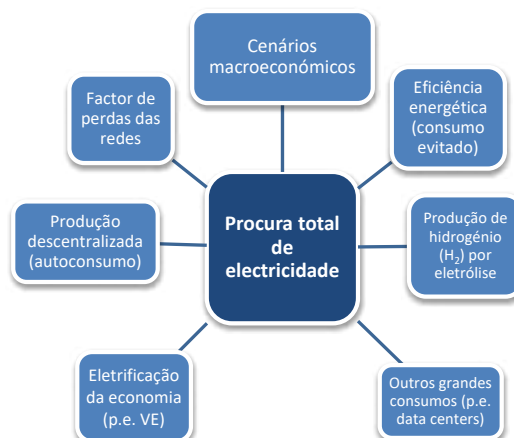 Cenários
macroeconómicos
Factor de
perdas das
redes
Eficiência
energética
(consumo
evitado)
Produção
descentralizada
(autoconsumo)
Procura total
de
electricidade
Produção de
hidrogénio
(H₂) por
eletrólise
Eletrificação
da economia
(p.e. VE)
Outros grandes
consumos (p.e.
data centers)